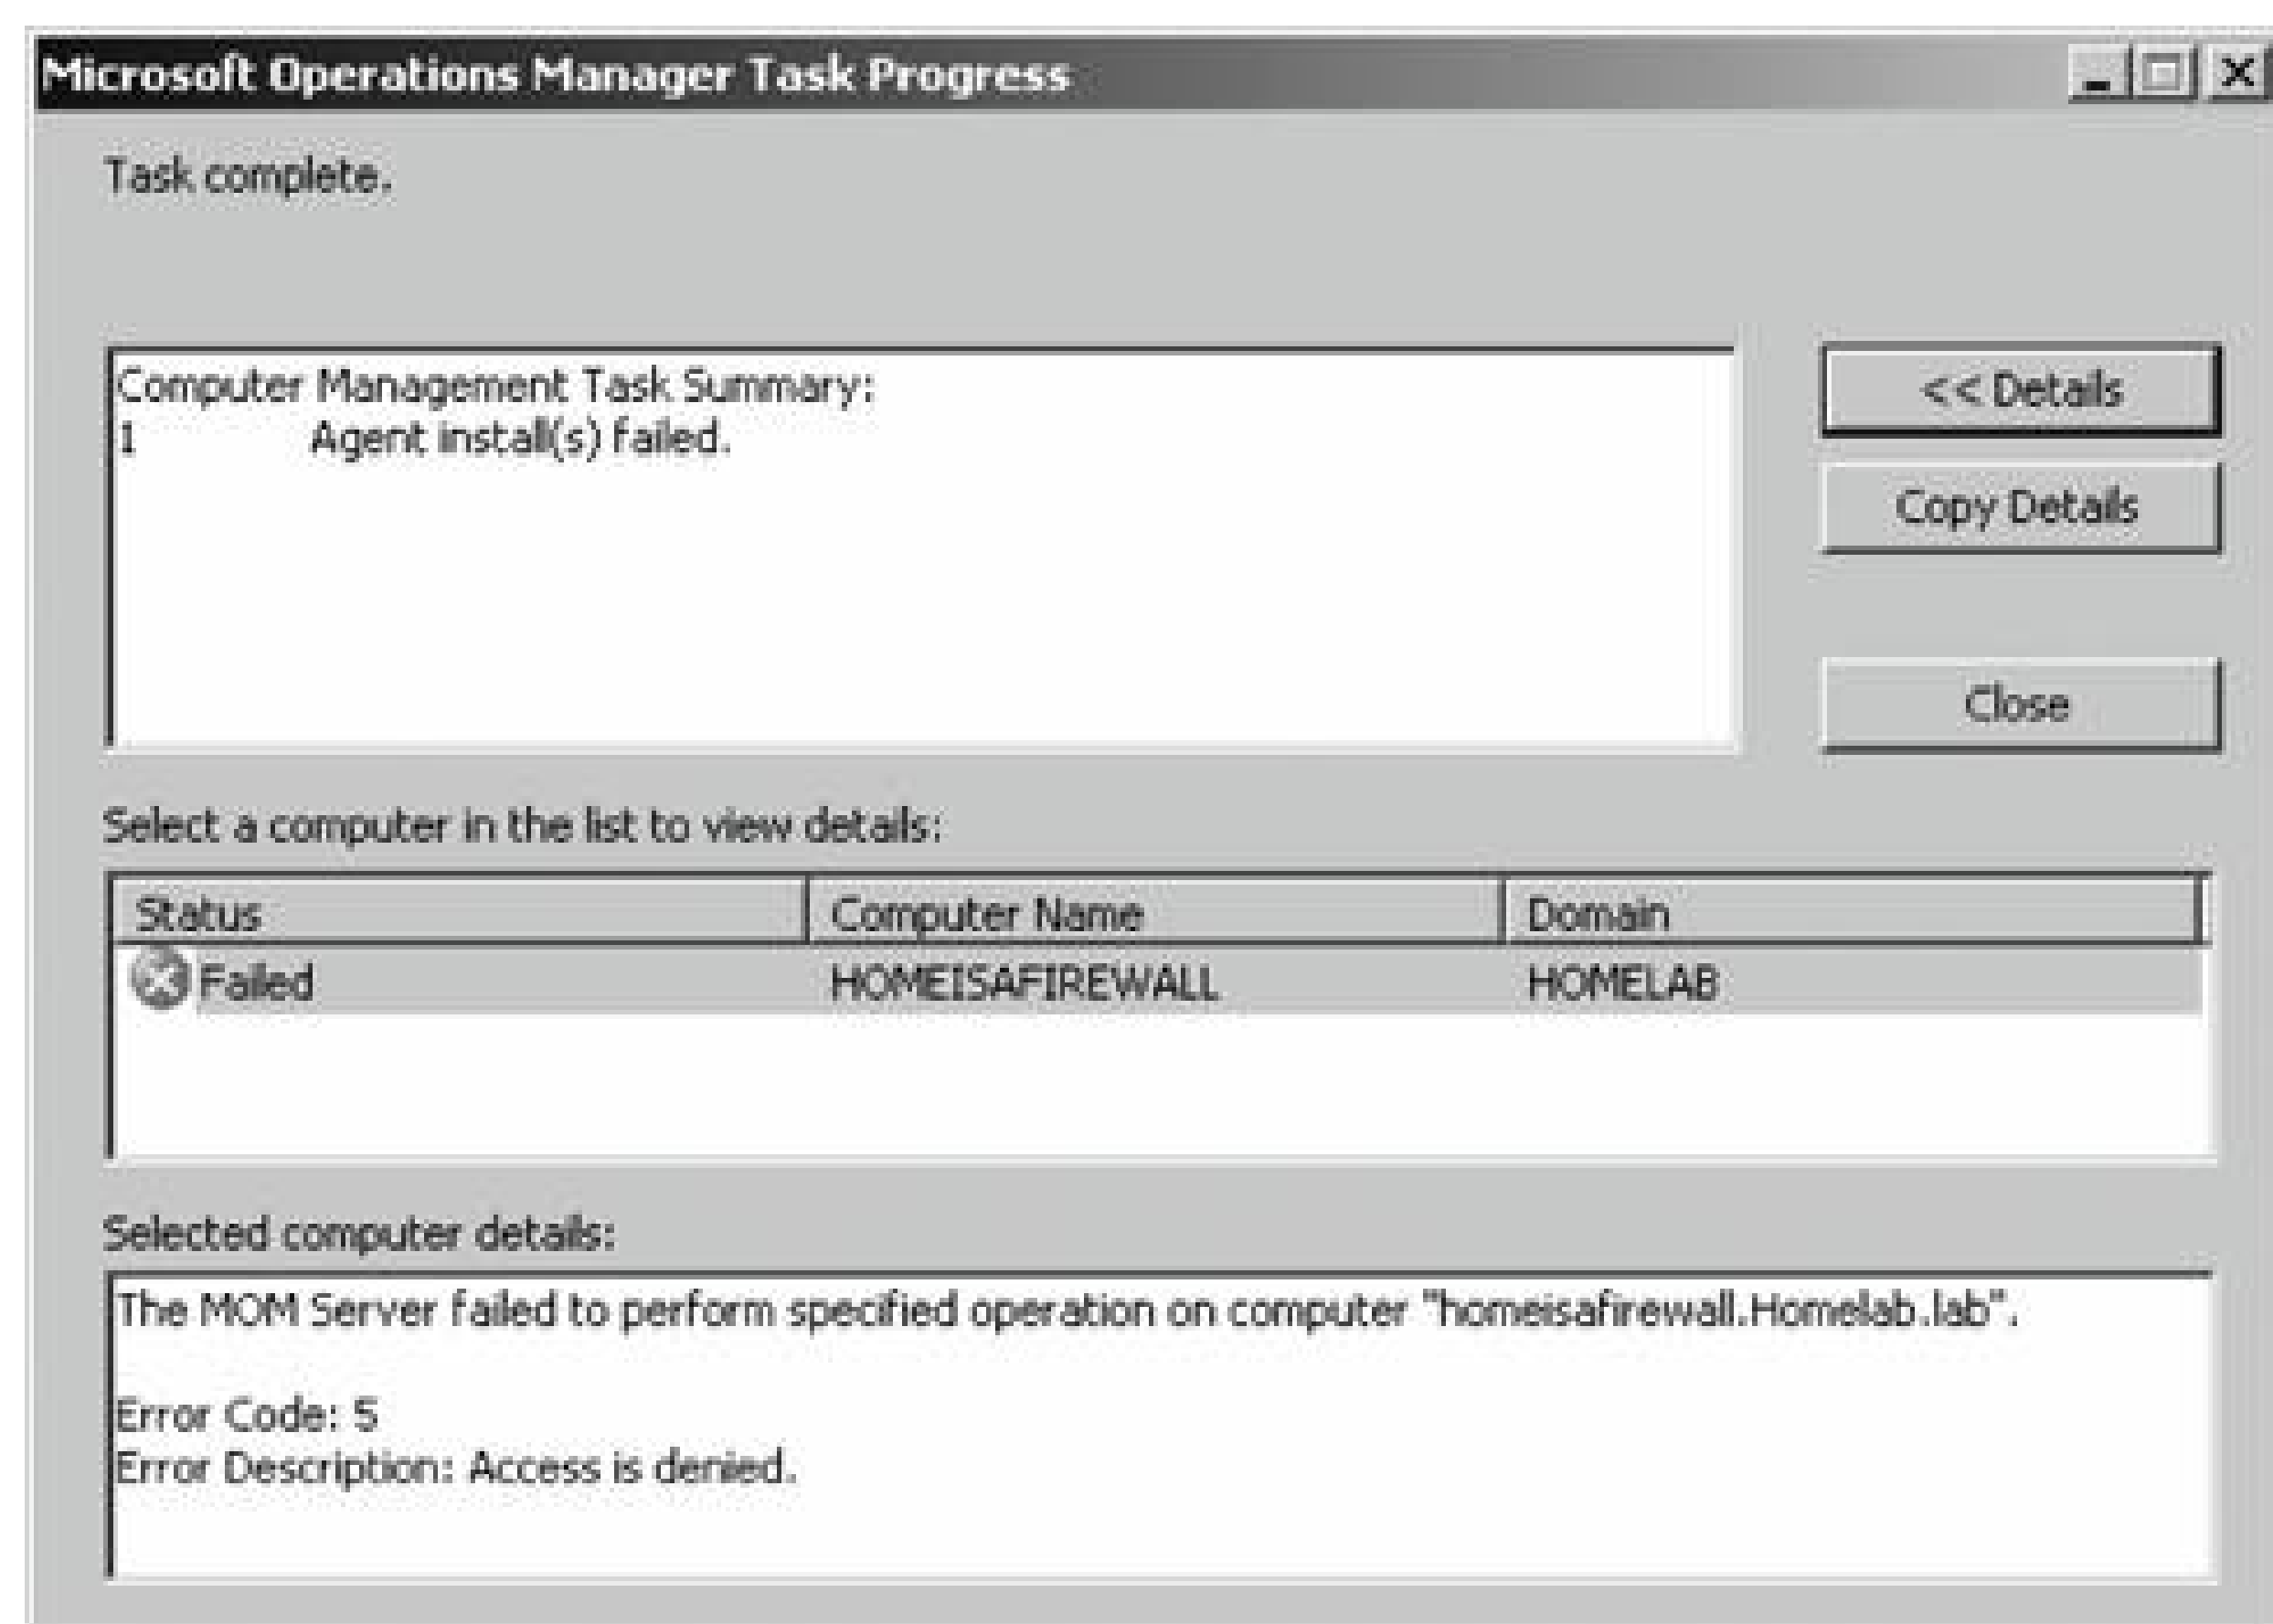 Microsoft Operations Manager Task Progress
Task complete.
Computer Management Task Summary:
1 Agent install(s) failed.
<< Details
Copy Details
Close
Select a computer in the list to view details:
Status Computer Name Domain
Failed HOMEISAFIREWALL HOMELAB
Selected computer details:
The MOM Server failed to perform specified operation on computer "homeisafirewall.Homelab.lab".
Error Code: 5
Error Description: Access is denied.